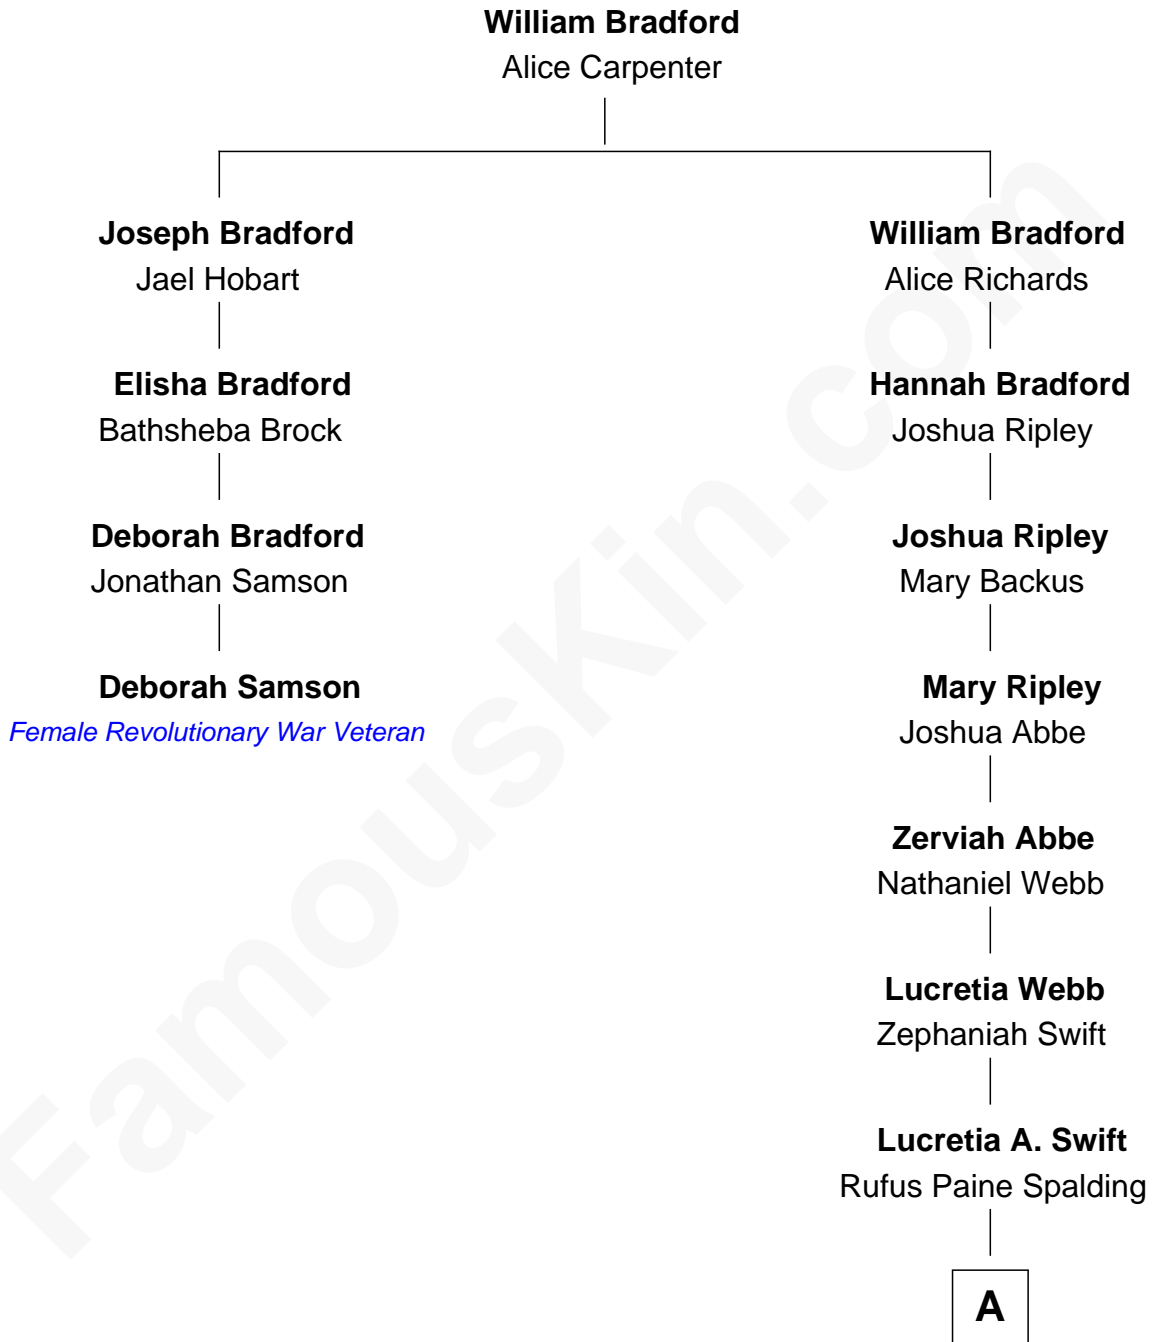 William Bradford
Alice Carpenter
Joseph Bradford
Jael Hobart
Elisha Bradford
Bathsheba Brock
Deborah Bradford
Jonathan Samson
Deborah Samson
Female Revolutionary War Veteran
William Bradford
Alice Richards
Hannah Bradford
Joshua Ripley
Joshua Ripley
Mary Backus
Mary Ripley
Joshua Abbe
Zerviah Abbe
Nathaniel Webb
Lucretia Webb
Zephaniah Swift
Lucretia A. Swift
Rufus Paine Spalding
A
FamousKin.com